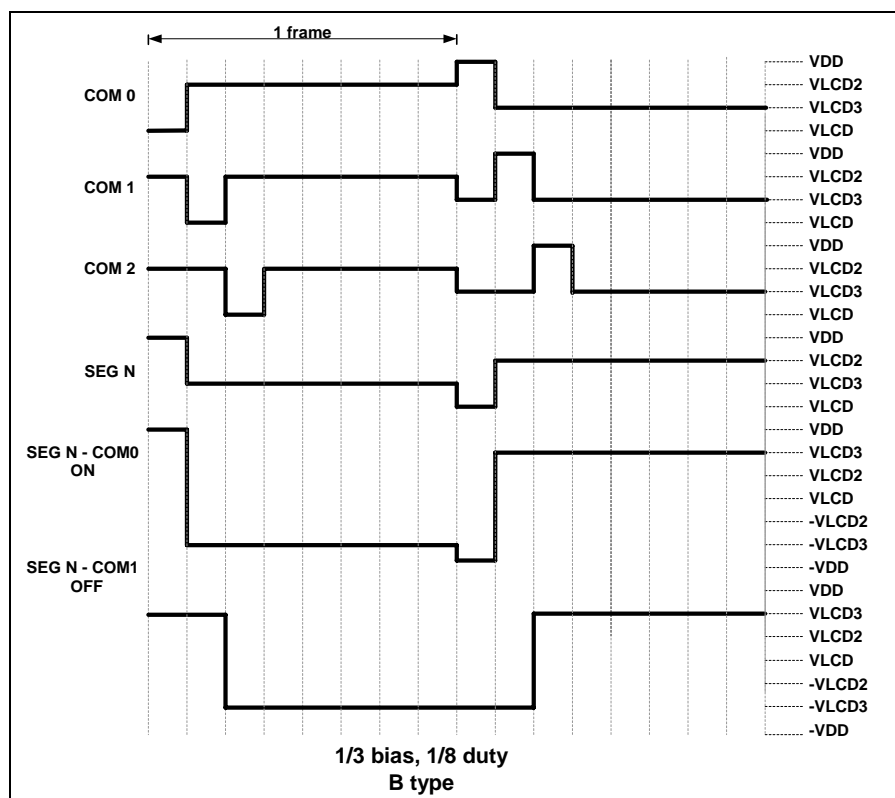 1 frame
COM 0
VDD
VLCD2
VLCD3
VLCD
COM 1
VDD
VLCD2
VLCD3
VLCD
COM 2
VDD
VLCD2
VLCD3
VLCD
SEG N
VDD
VLCD2
VLCD3
VLCD
SEG N - COM0
ON
VDD
VLCD3
VLCD2
VLCD
-VLCD2
-VLCD3
-VDD
SEG N - COM1
OFF
VDD
VLCD3
VLCD2
VLCD
-VLCD2
-VLCD3
-VDD
1/3 bias, 1/8 duty
B type